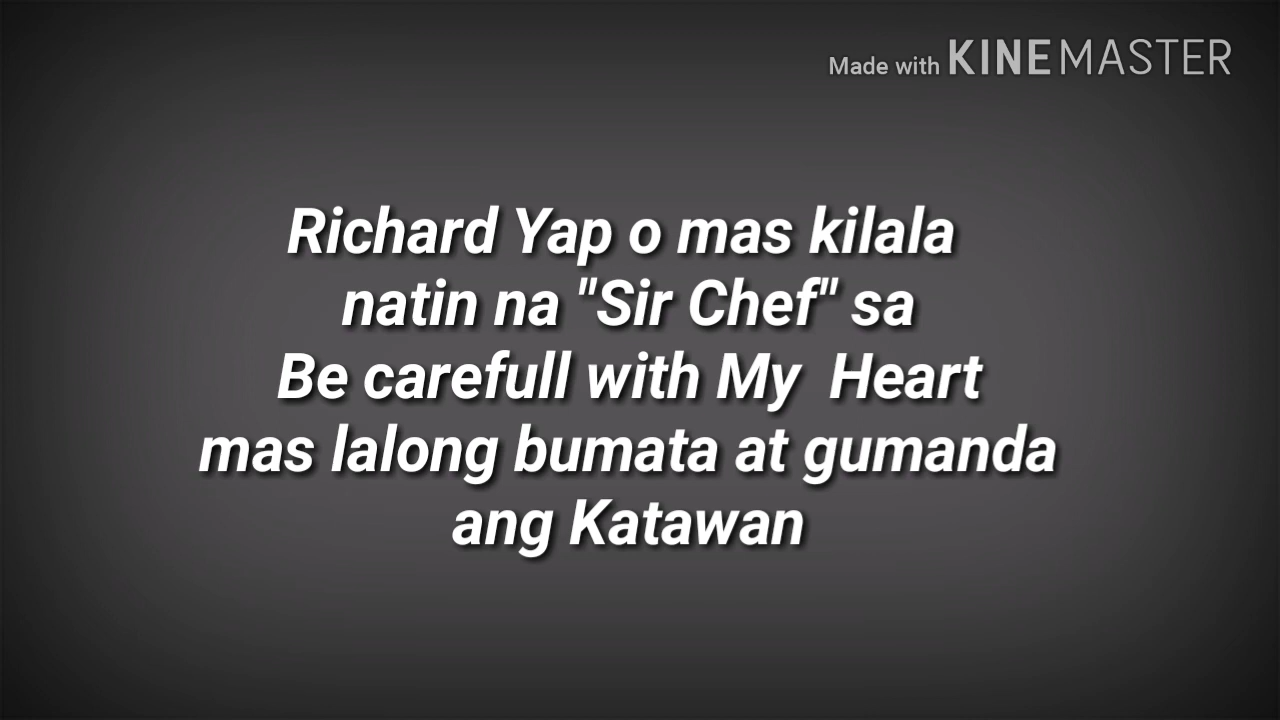 Made with KINEMASTER
Richard Yap o mas kilala
natin na "Sir Chef" sa
Be carefull with My Heart
mas lalong bumata at gumanda
ang Katawan